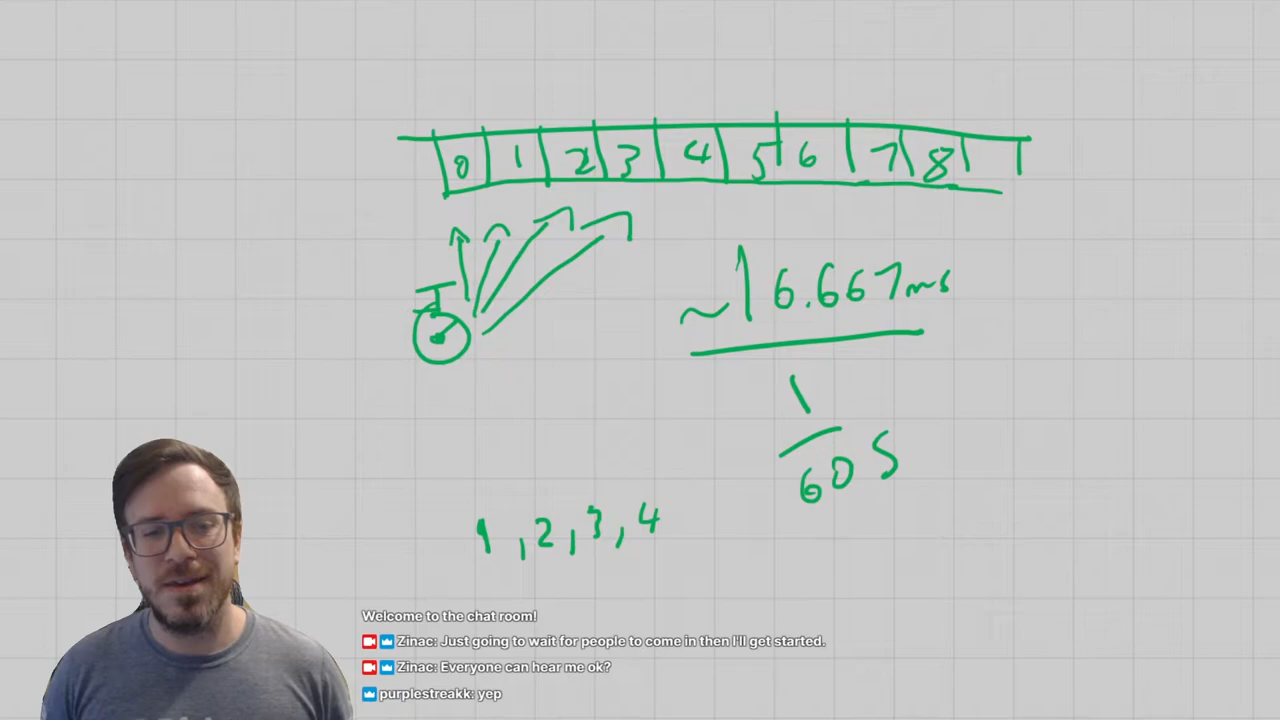 0 1 2 3 4 5 6 7 8
~16.667ms
1
60 S
1, 2, 3, 4
Welcome to the chat room!
Zinac: Just going to wait for people to come in then I'll get started.
Zinac: Everyone can hear me ok?
purplestreakk: yep